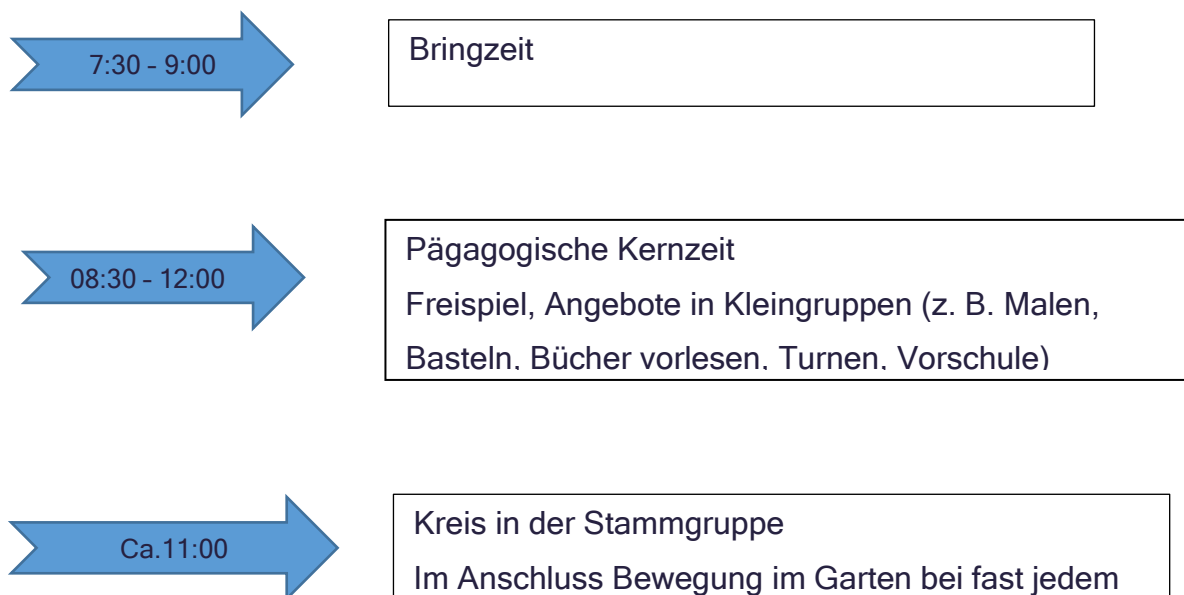 7:30 – 9:00
Bringzeit
08:30 – 12:00
Pägagogische Kernzeit
Freispiel, Angebote in Kleingruppen (z. B. Malen,
Basteln, Bücher vorlesen, Turnen, Vorschule)
Ca.11:00
Kreis in der Stammgruppe
Im Anschluss Bewegung im Garten bei fast jedem